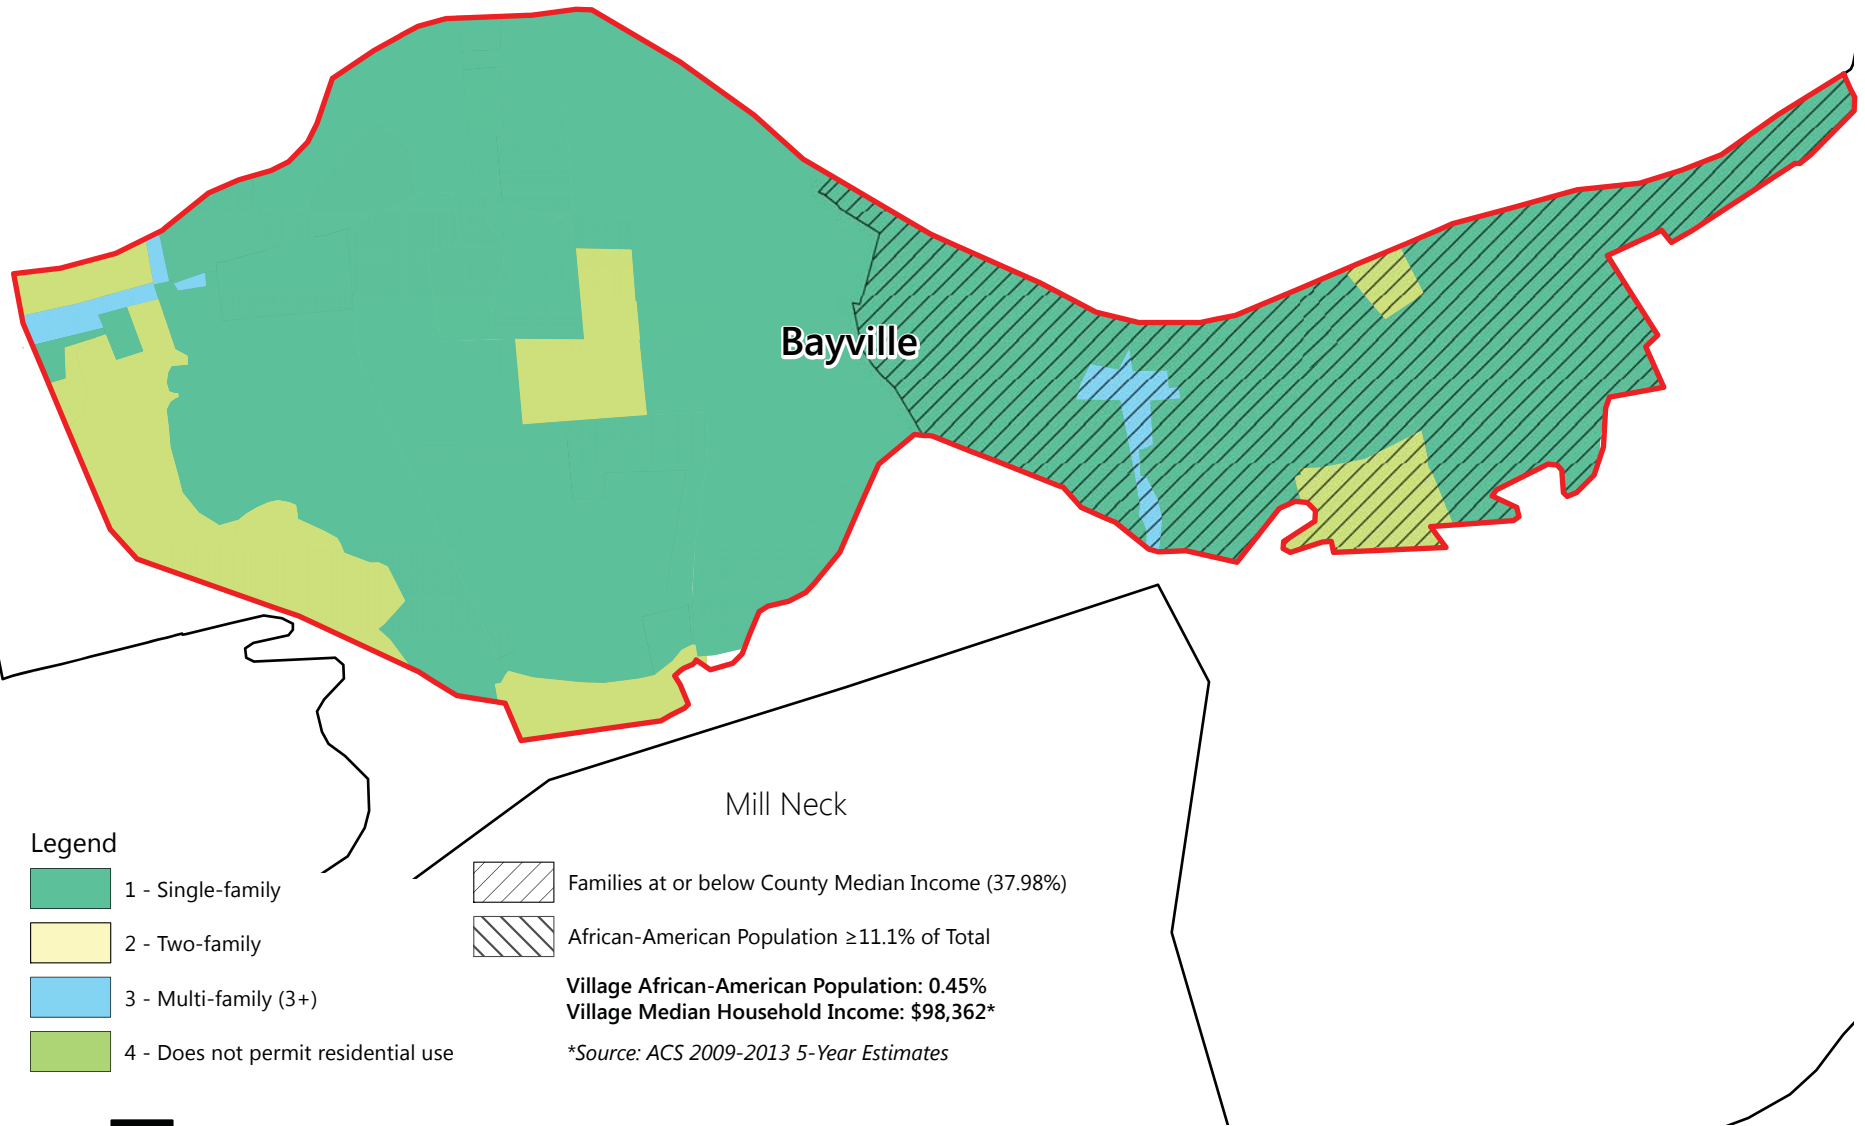 Bayville
Mill Neck
Legend
1 - Single-family
2 - Two-family
3 - Multi-family (3+)
4 - Does not permit residential use
Families at or below County Median Income (37.98%)
African-American Population ≥11.1% of Total
Village African-American Population: 0.45%
Village Median Household Income: $98,362*
*Source: ACS 2009-2013 5-Year Estimates